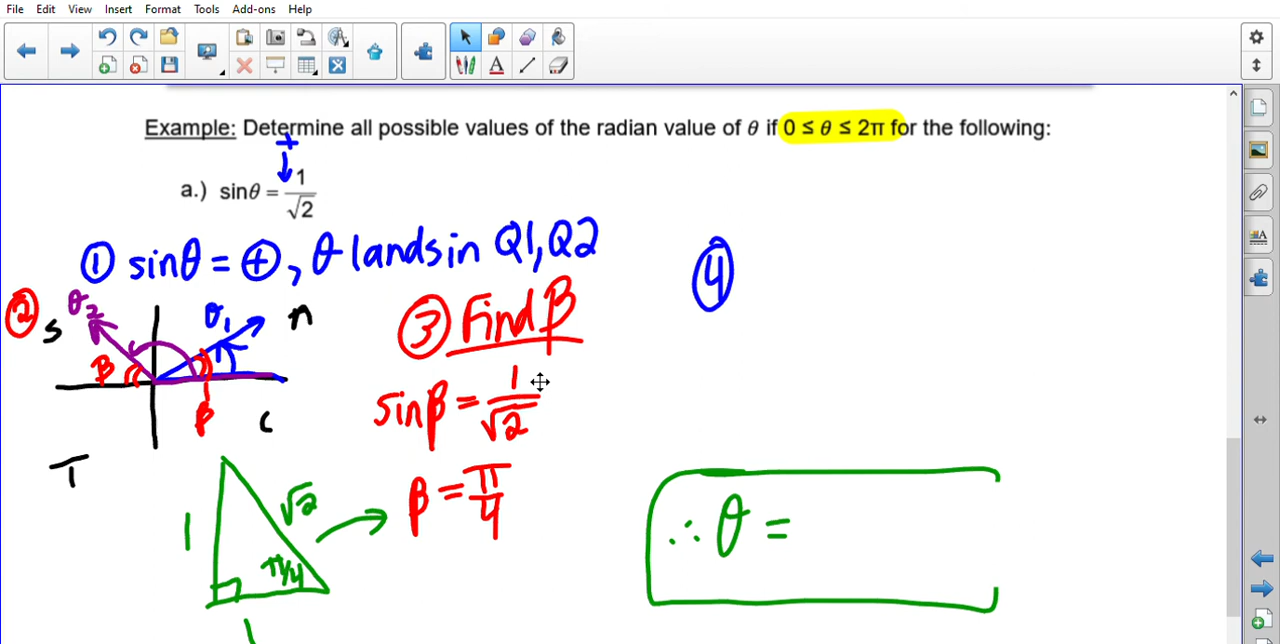 File Edit View Insert Format Tools Add-ons Help
Example: Determine all possible values of the radian value of θ if 0 ≤ θ ≤ 2π for the following:
+
a.) sinθ = 1/√2
① sinθ = ⊕, θ lands in Q1, Q2
②
S
θ2
θ1
A
β
β
C
T
③ Find β
sinβ = 1/√2
β = π/4
1
√2
π/4
1
④
∴ θ =